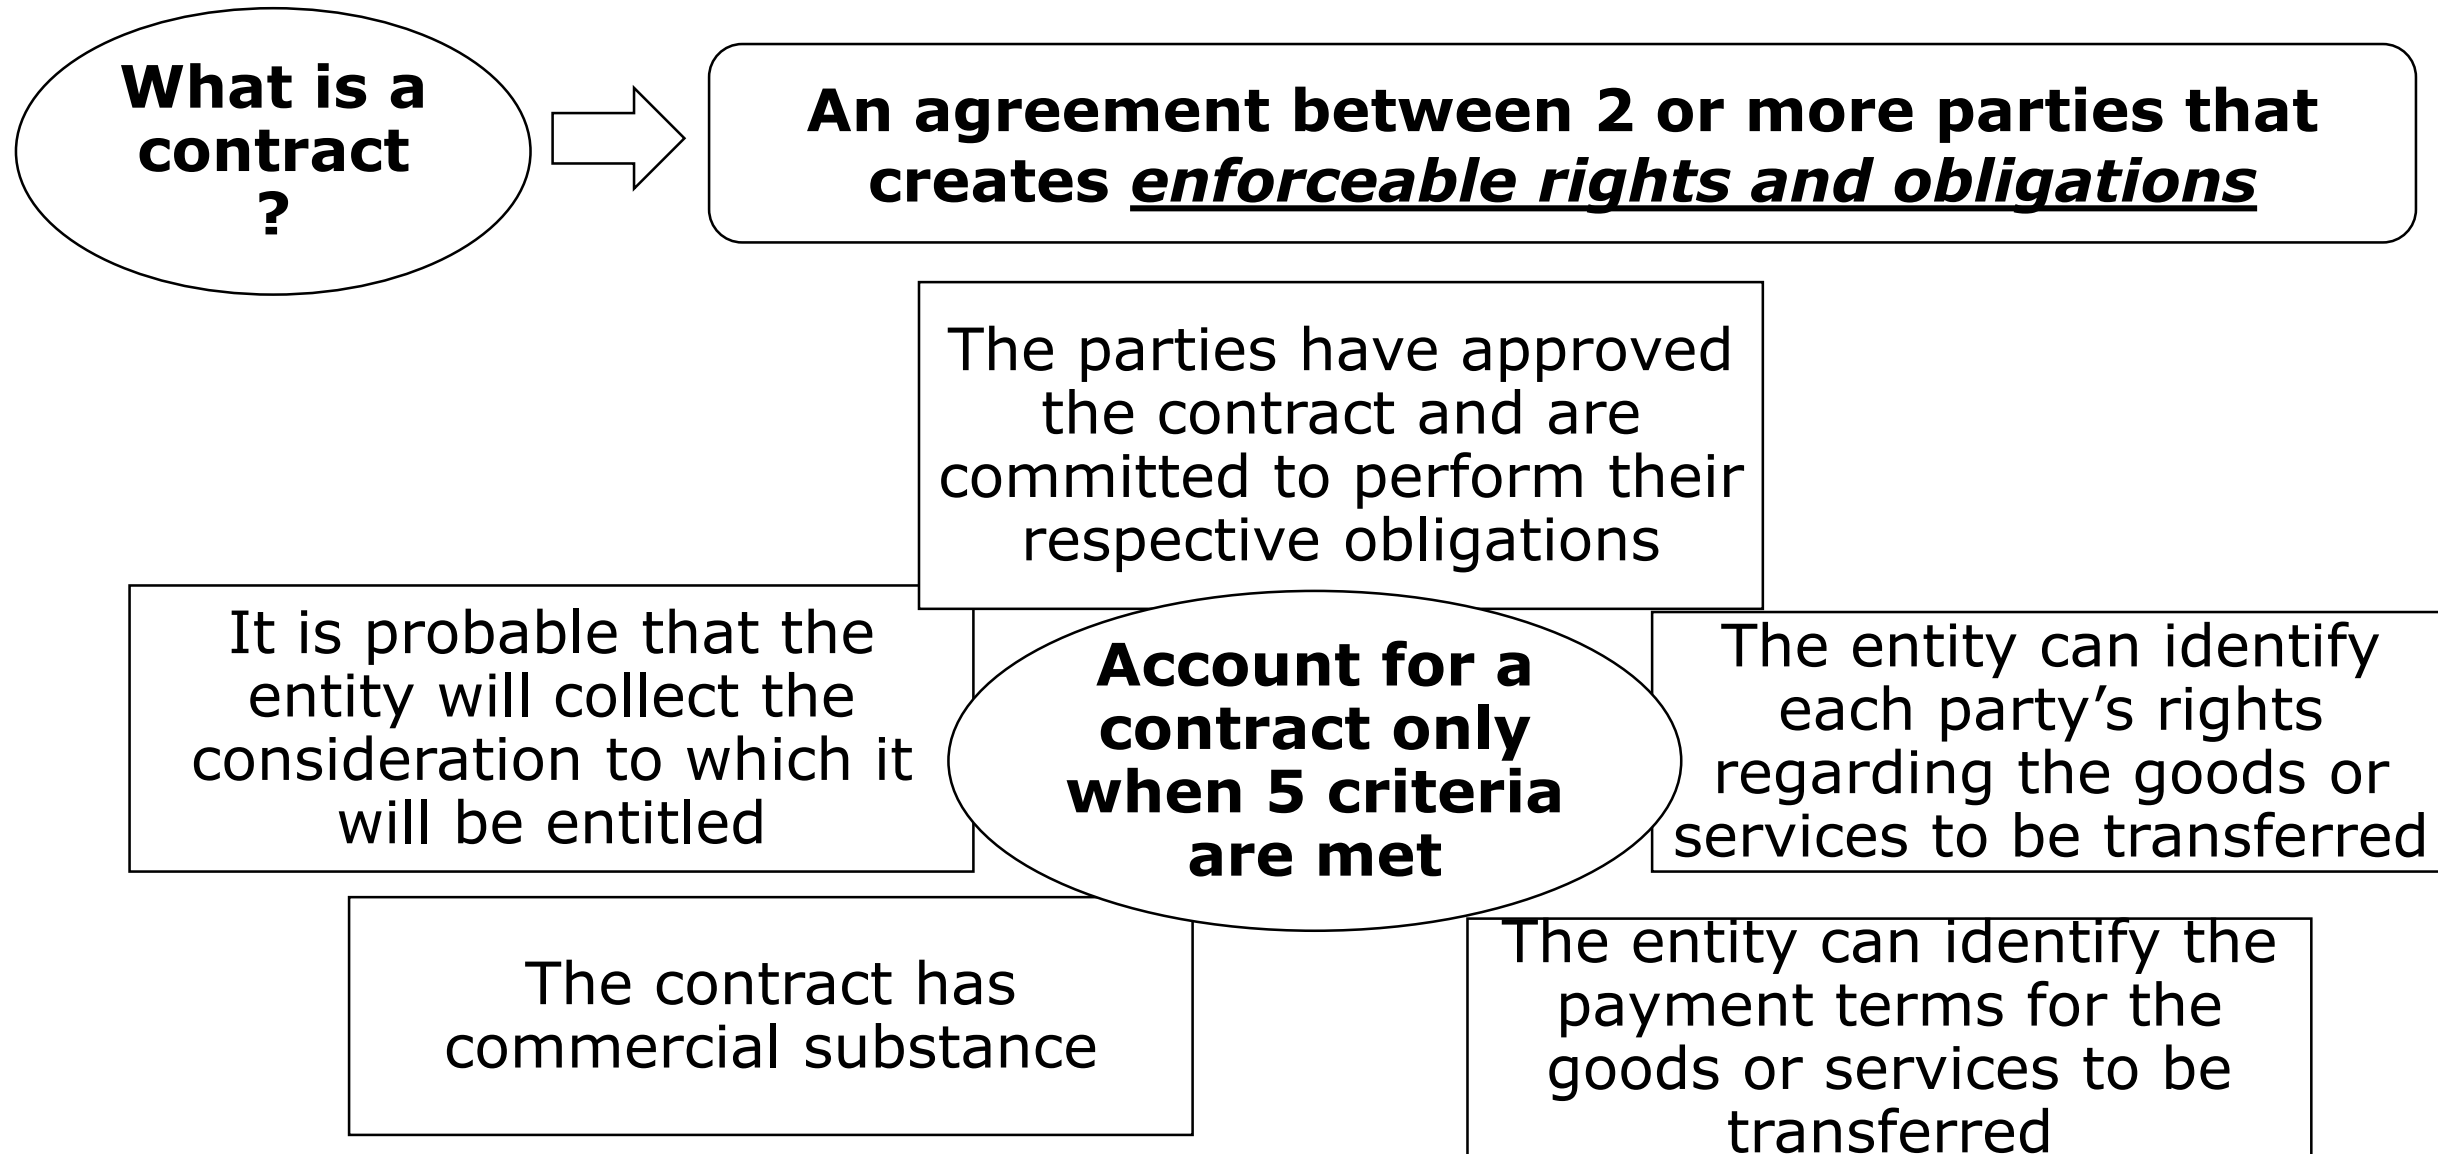 What is a
contract
?
An agreement between 2 or more parties that
creates enforceable rights and obligations
The parties have approved
the contract and are
committed to perform their
respective obligations
It is probable that the
entity will collect the
consideration to which it
will be entitled
Account for a
contract only
when 5 criteria
are met
The entity can identify
each party’s rights
regarding the goods or
services to be transferred
The contract has
commercial substance
The entity can identify the
payment terms for the
goods or services to be
transferred